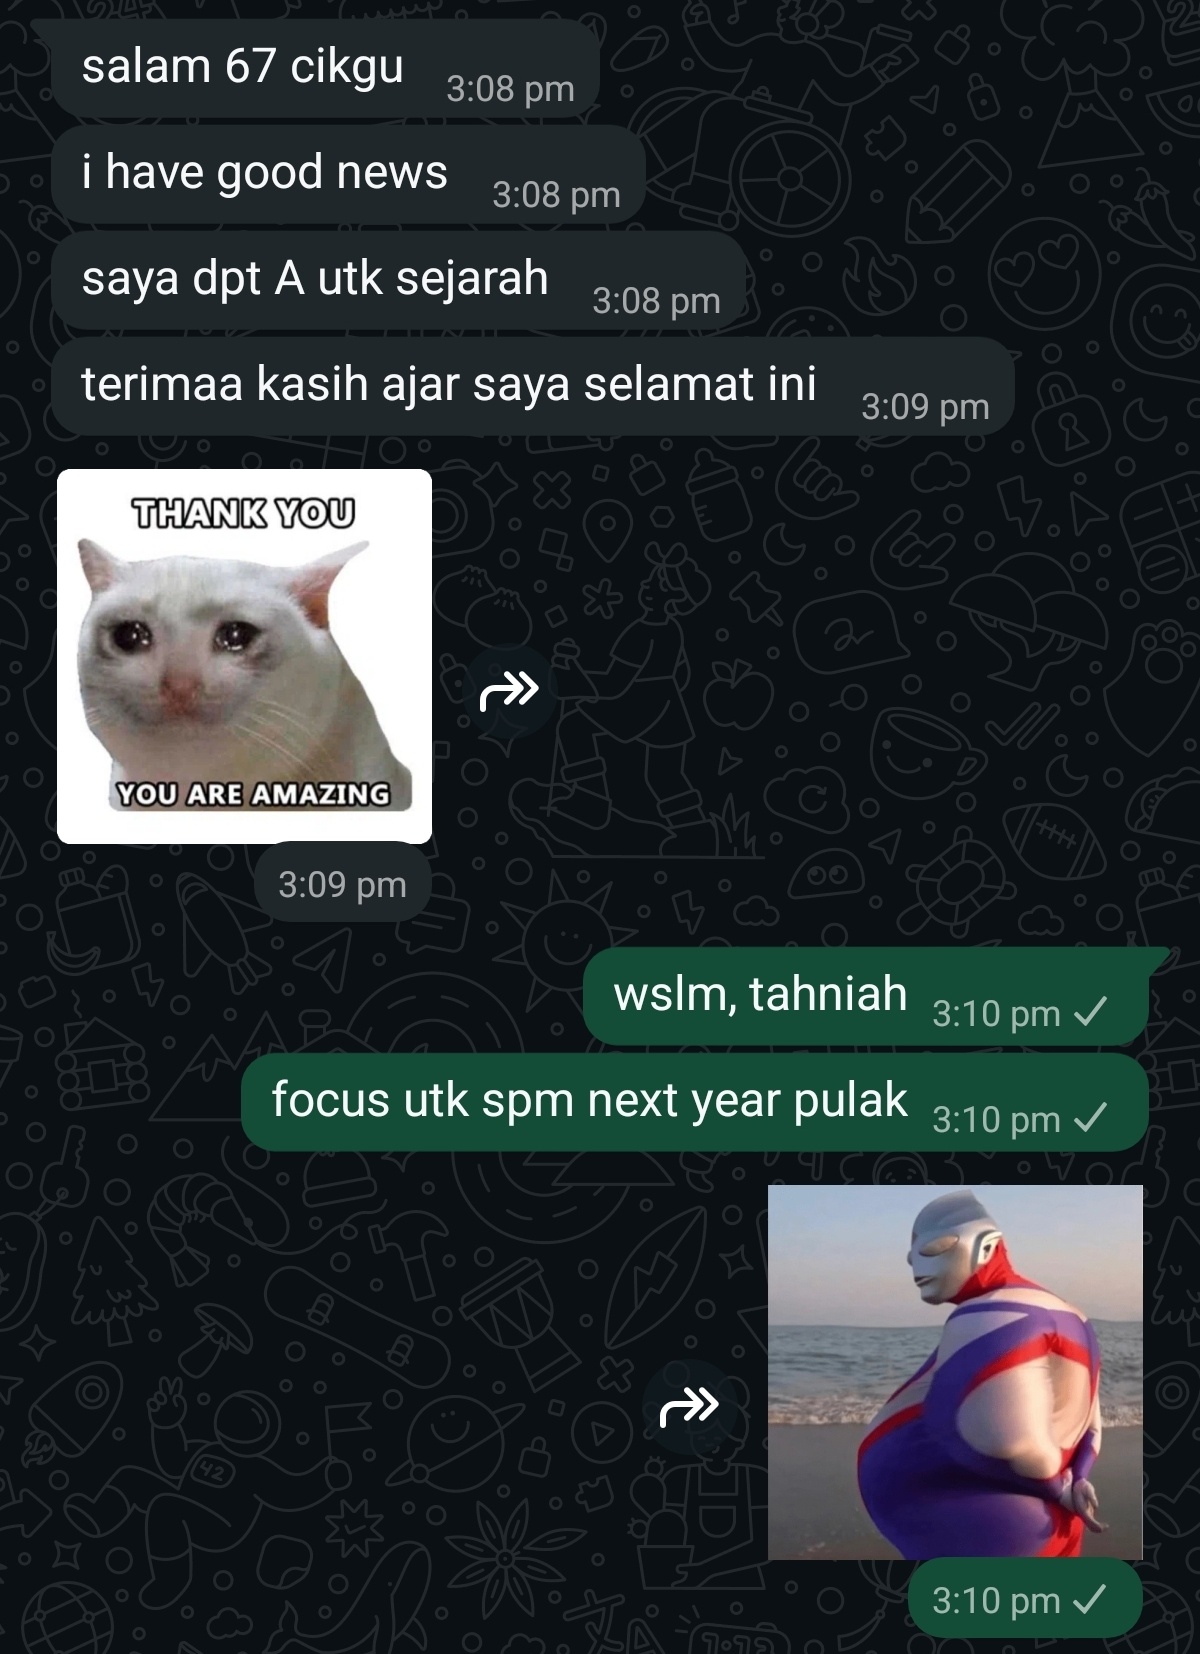 salam 67 cikgu 3:08 pm
i have good news 3:08 pm
saya dpt A utk sejarah 3:08 pm
terimaa kasih ajar saya selamat ini 3:09 pm
THANK YOU
YOU ARE AMAZING
3:09 pm
wslm, tahniah 3:10 pm
focus utk spm next year pulak 3:10 pm
3:10 pm